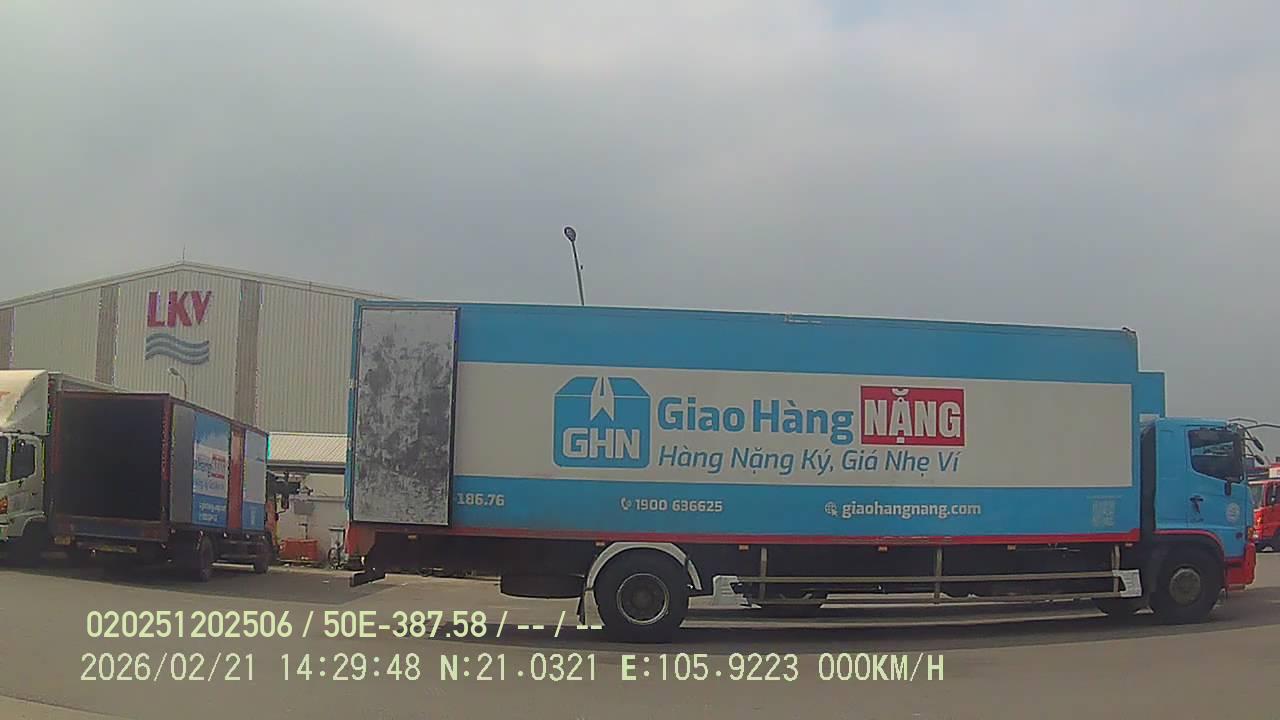 LKV
GHN
Giao Hàng NẶNG
Hàng Nặng Ký, Giá Nhẹ Ví
186.76
1900 636625
giaohangnang.com
020251202506 / 50E-387.58 / -- / --
2026/02/21 14:29:48 N:21.0321 E:105.9223 000KM/H